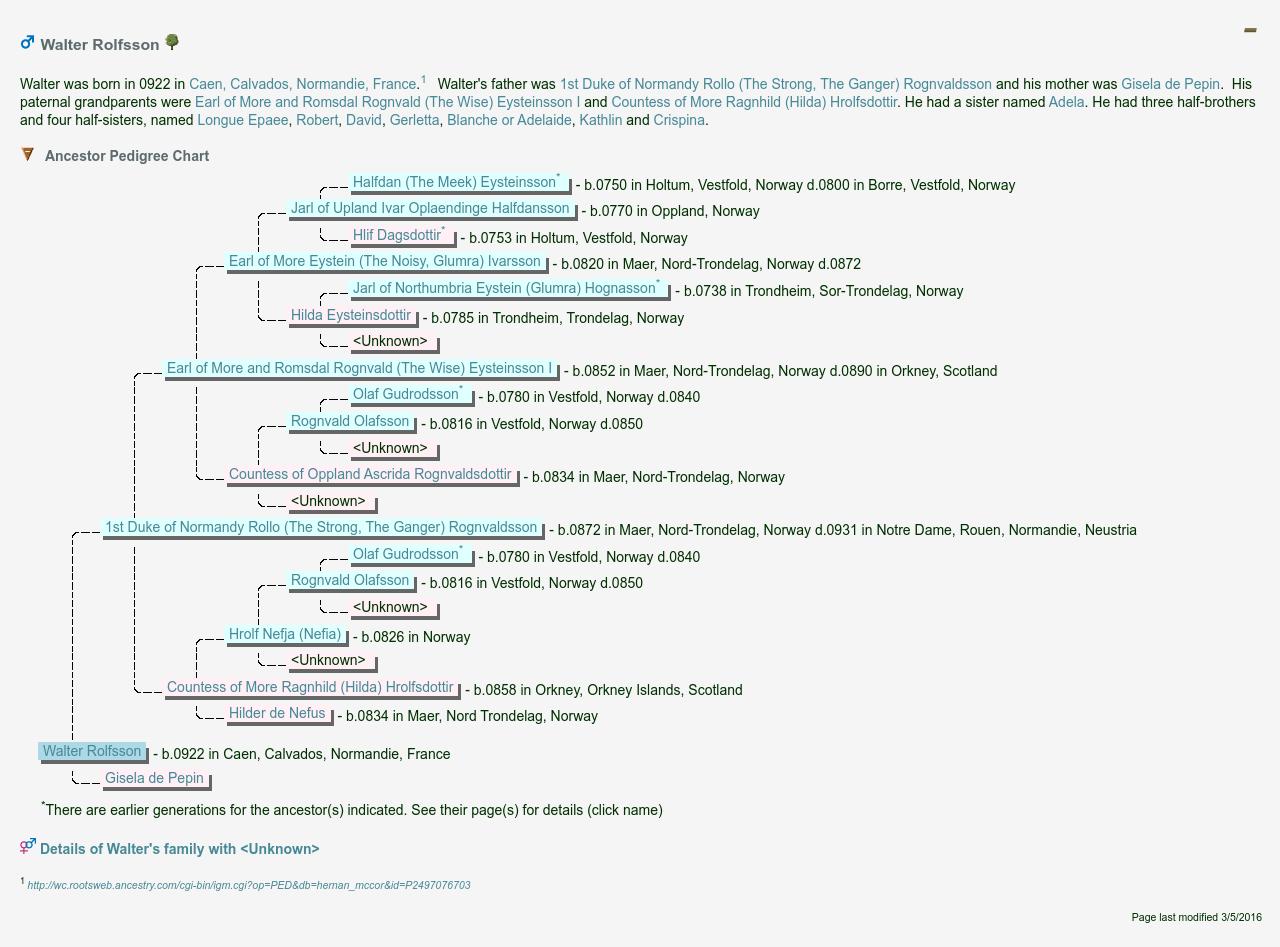 Walter Rolfsson
Walter was born in 0922 in Caen, Calvados, Normandie, France.1 Walter's father was 1st Duke of Normandy Rollo (The Strong, The Ganger) Rognvaldsson and his mother was Gisela de Pepin. His
paternal grandparents were Earl of More and Romsdal Rognvald (The Wise) Eysteinsson I and Countess of More Ragnhild (Hilda) Hrolfsdottir. He had a sister named Adela. He had three half-brothers
and four half-sisters, named Longue Epaee, Robert, David, Gerletta, Blanche or Adelaide, Kathlin and Crispina.
Ancestor Pedigree Chart
Halfdan (The Meek) Eysteinsson* - b.0750 in Holtum, Vestfold, Norway d.0800 in Borre, Vestfold, Norway
Jarl of Upland Ivar Oplaendinge Halfdansson - b.0770 in Oppland, Norway
Hlif Dagsdottir* - b.0753 in Holtum, Vestfold, Norway
Earl of More Eystein (The Noisy, Glumra) Ivarsson - b.0820 in Maer, Nord-Trondelag, Norway d.0872
Jarl of Northumbria Eystein (Glumra) Hognasson* - b.0738 in Trondheim, Sor-Trondelag, Norway
Hilda Eysteinsdottir - b.0785 in Trondheim, Trondelag, Norway
<Unknown>
Earl of More and Romsdal Rognvald (The Wise) Eysteinsson I - b.0852 in Maer, Nord-Trondelag, Norway d.0890 in Orkney, Scotland
Olaf Gudrodsson* - b.0780 in Vestfold, Norway d.0840
Rognvald Olafsson - b.0816 in Vestfold, Norway d.0850
<Unknown>
Countess of Oppland Ascrida Rognvaldsdottir - b.0834 in Maer, Nord-Trondelag, Norway
<Unknown>
1st Duke of Normandy Rollo (The Strong, The Ganger) Rognvaldsson - b.0872 in Maer, Nord-Trondelag, Norway d.0931 in Notre Dame, Rouen, Normandie, Neustria
Olaf Gudrodsson* - b.0780 in Vestfold, Norway d.0840
Rognvald Olafsson - b.0816 in Vestfold, Norway d.0850
<Unknown>
Hrolf Nefja (Nefia) - b.0826 in Norway
<Unknown>
Countess of More Ragnhild (Hilda) Hrolfsdottir - b.0858 in Orkney, Orkney Islands, Scotland
Hilder de Nefus - b.0834 in Maer, Nord Trondelag, Norway
Walter Rolfsson - b.0922 in Caen, Calvados, Normandie, France
Gisela de Pepin
*There are earlier generations for the ancestor(s) indicated. See their page(s) for details (click name)
Details of Walter's family with <Unknown>
1 http://wc.rootsweb.ancestry.com/cgi-bin/igm.cgi?op=PED&db=hernan_mccor&id=P2497076703
Page last modified 3/5/2016